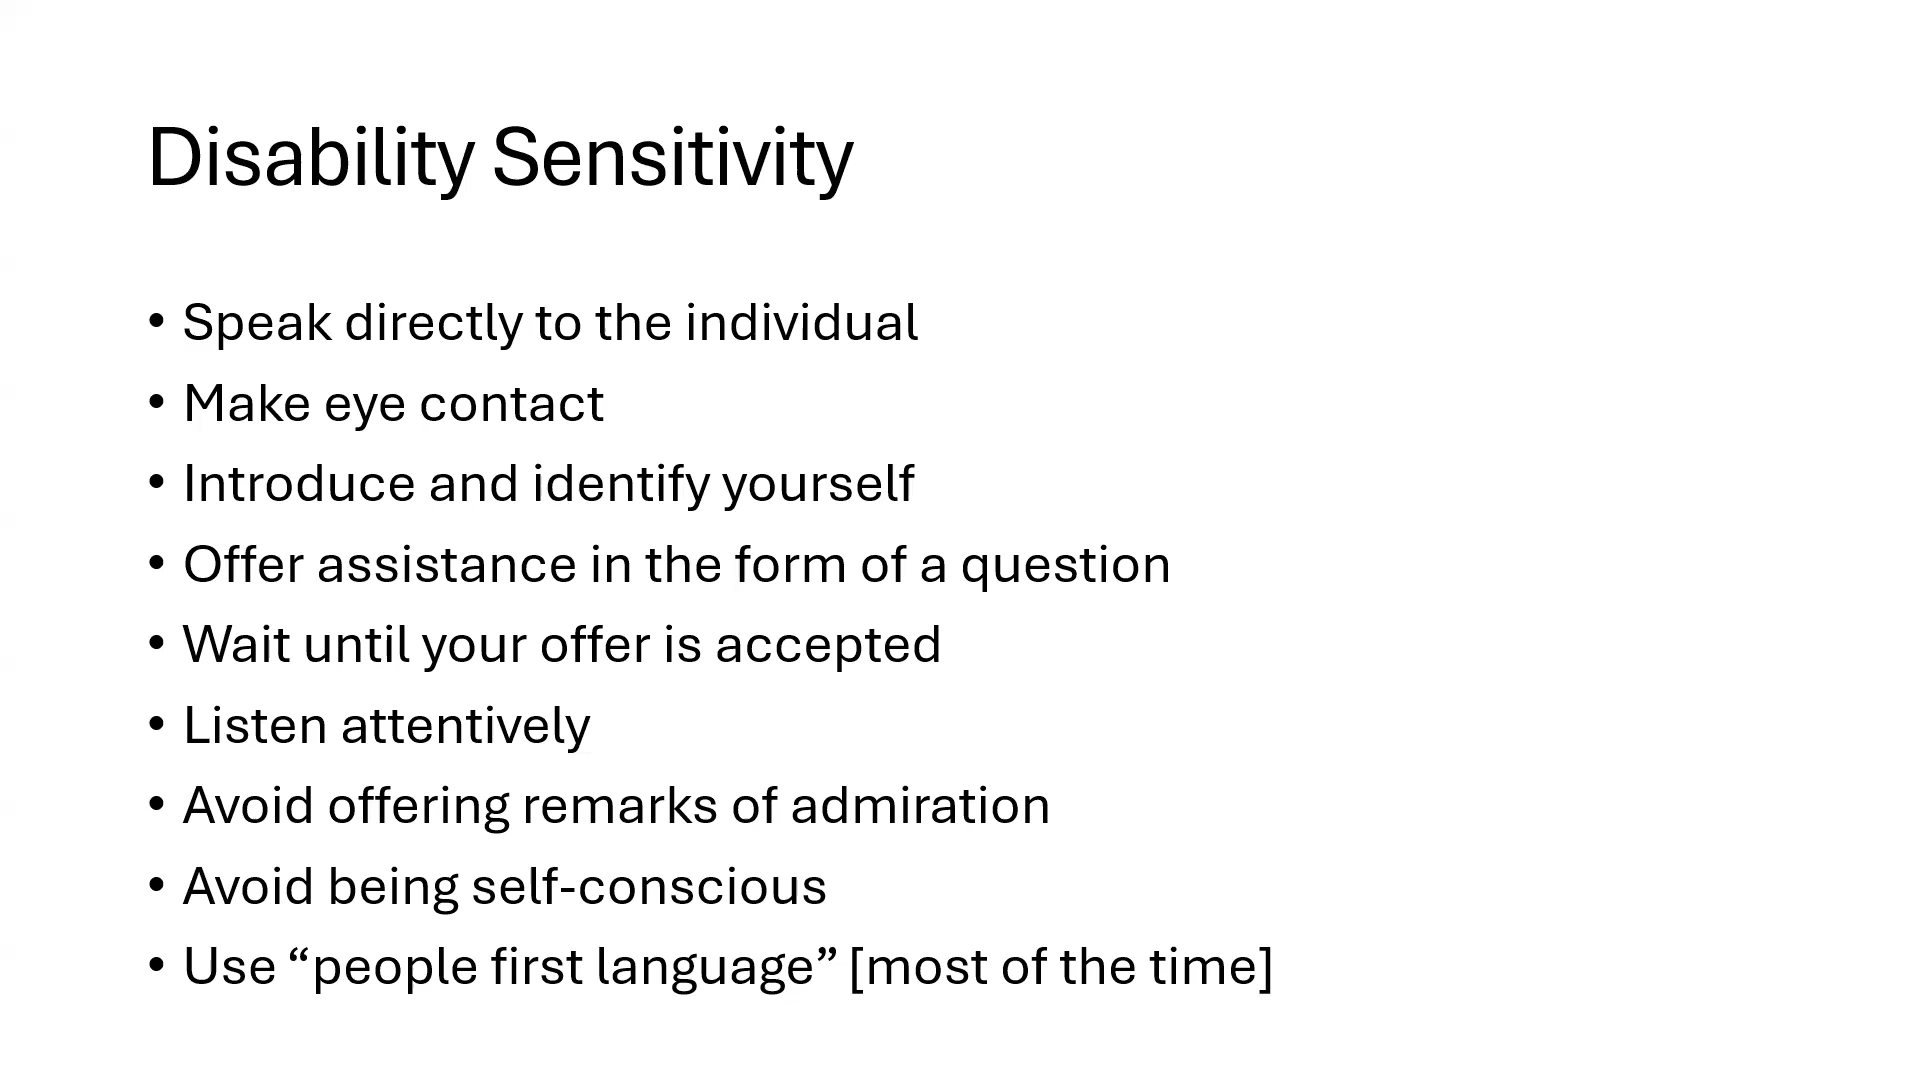 Disability Sensitivity
• Speak directly to the individual
• Make eye contact
• Introduce and identify yourself
• Offer assistance in the form of a question
• Wait until your offer is accepted
• Listen attentively
• Avoid offering remarks of admiration
• Avoid being self-conscious
• Use “people first language” [most of the time]